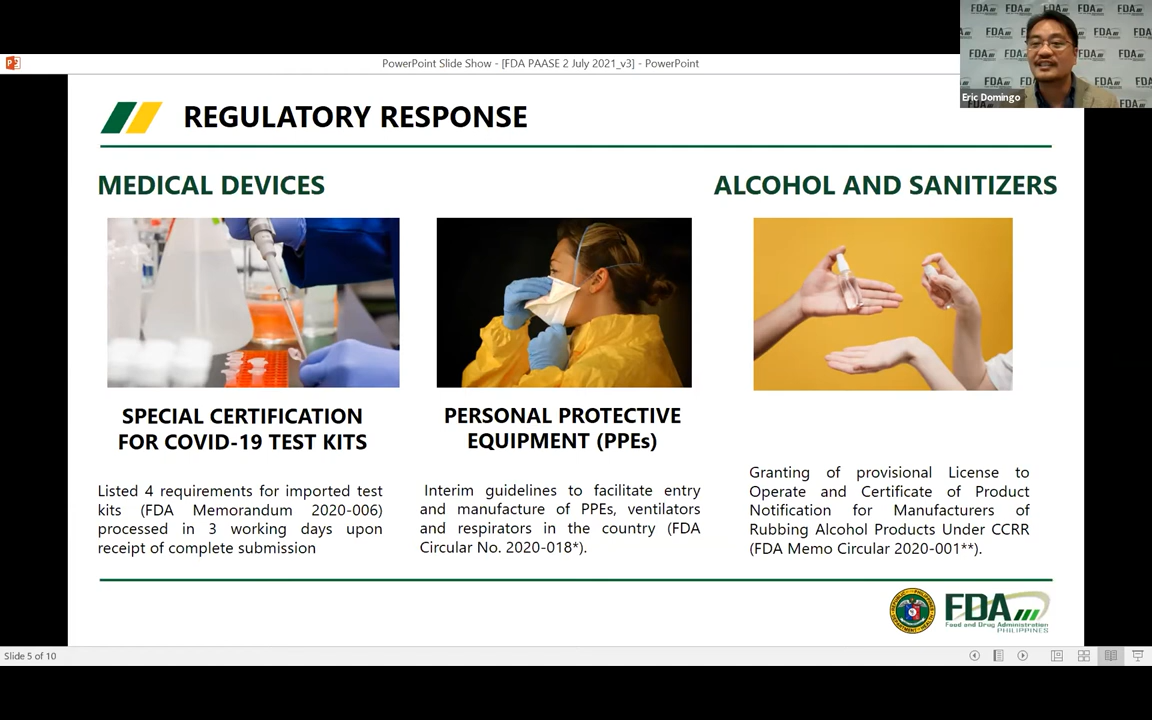 PowerPoint Slide Show - [FDA PAASE 2 July 2021_v3] - PowerPoint
Eric Domingo
REGULATORY RESPONSE
MEDICAL DEVICES
ALCOHOL AND SANITIZERS
SPECIAL CERTIFICATION
FOR COVID-19 TEST KITS
Listed 4 requirements for imported test
kits (FDA Memorandum 2020-006)
processed in 3 working days upon
receipt of complete submission
PERSONAL PROTECTIVE
EQUIPMENT (PPEs)
Interim guidelines to facilitate entry
and manufacture of PPEs, ventilators
and respirators in the country (FDA
Circular No. 2020-018*).
Granting of provisional License to
Operate and Certificate of Product
Notification for Manufacturers of
Rubbing Alcohol Products Under CCRR
(FDA Memo Circular 2020-001**).
FDA
Food and Drug Administration
PHILIPPINES
Slide 5 of 10